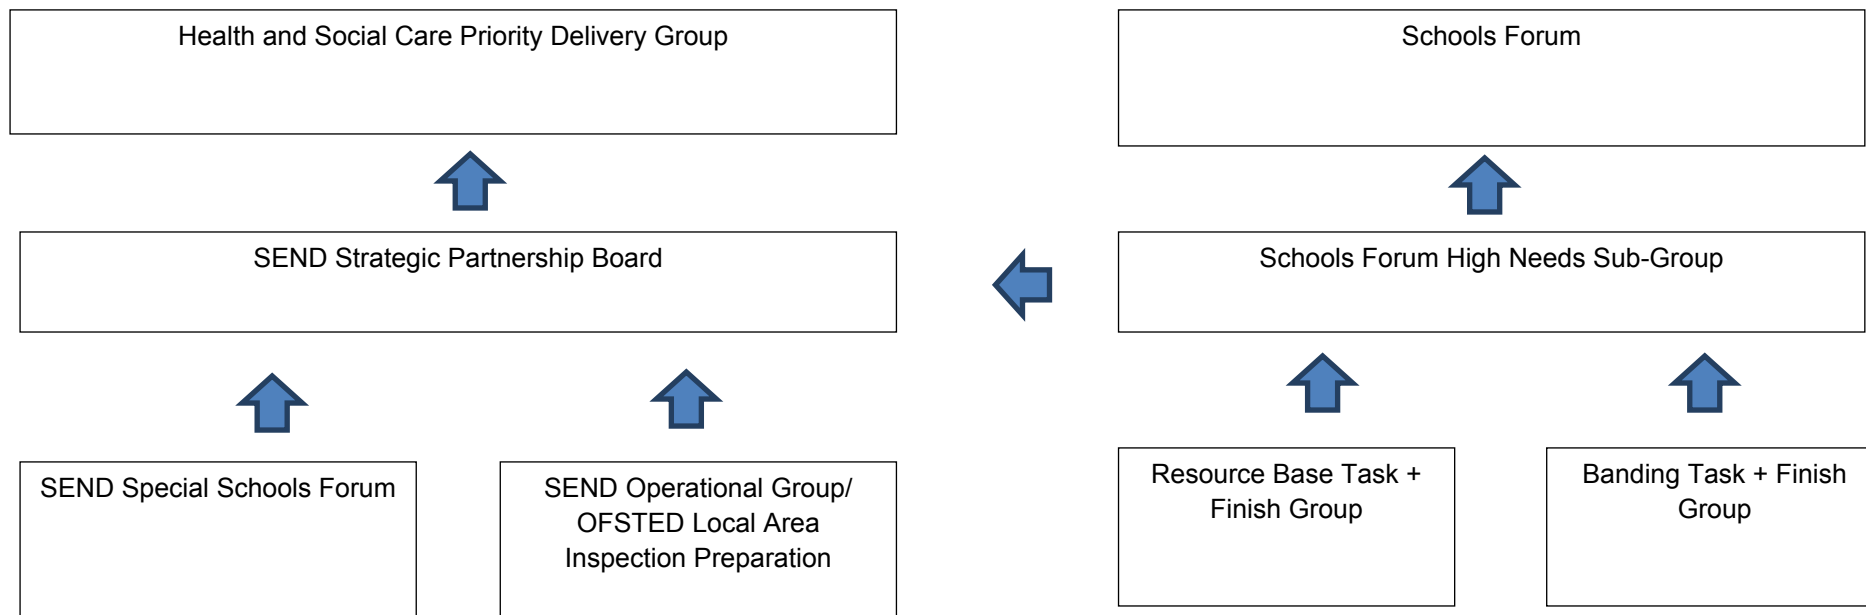 Health and Social Care Priority Delivery Group
Schools Forum
SEND Strategic Partnership Board
Schools Forum High Needs Sub-Group
SEND Special Schools Forum
SEND Operational Group/
OFSTED Local Area
Inspection Preparation
Resource Base Task +
Finish Group
Banding Task + Finish
Group